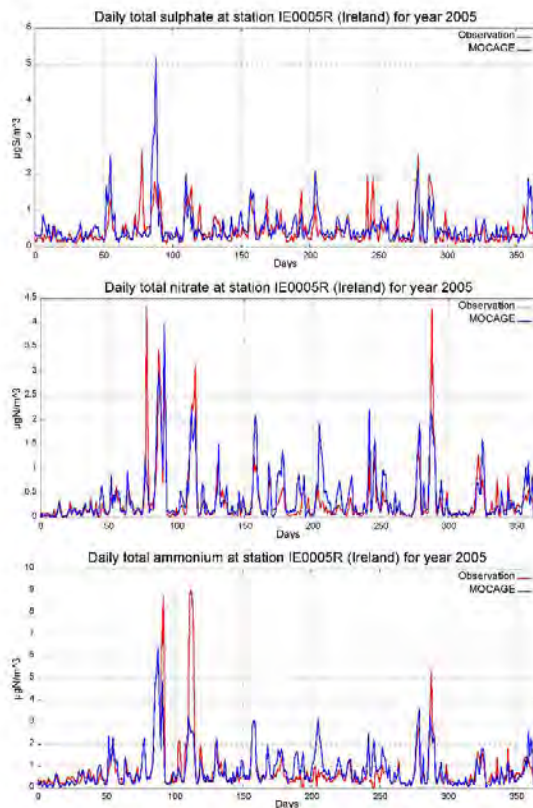 Daily total sulphate at station IE0005R (Ireland) for year 2005
Observation
MOCAGE
µgS/m^3
6
5
4
3
2
1
0
0 50 100 150 200 250 300 350
Days
Daily total nitrate at station IE0005R (Ireland) for year 2005
Observation
MOCAGE
µgN/m^3
4.5
4
3.5
3
2.5
2
1.5
1
0.5
0
0 50 100 150 200 250 300 350
Days
Daily total ammonium at station IE0005R (Ireland) for year 2005
Observation
MOCAGE
µgN/m^3
10
9
8
7
6
5
4
3
2
1
0
0 50 100 150 200 250 300 350
Days